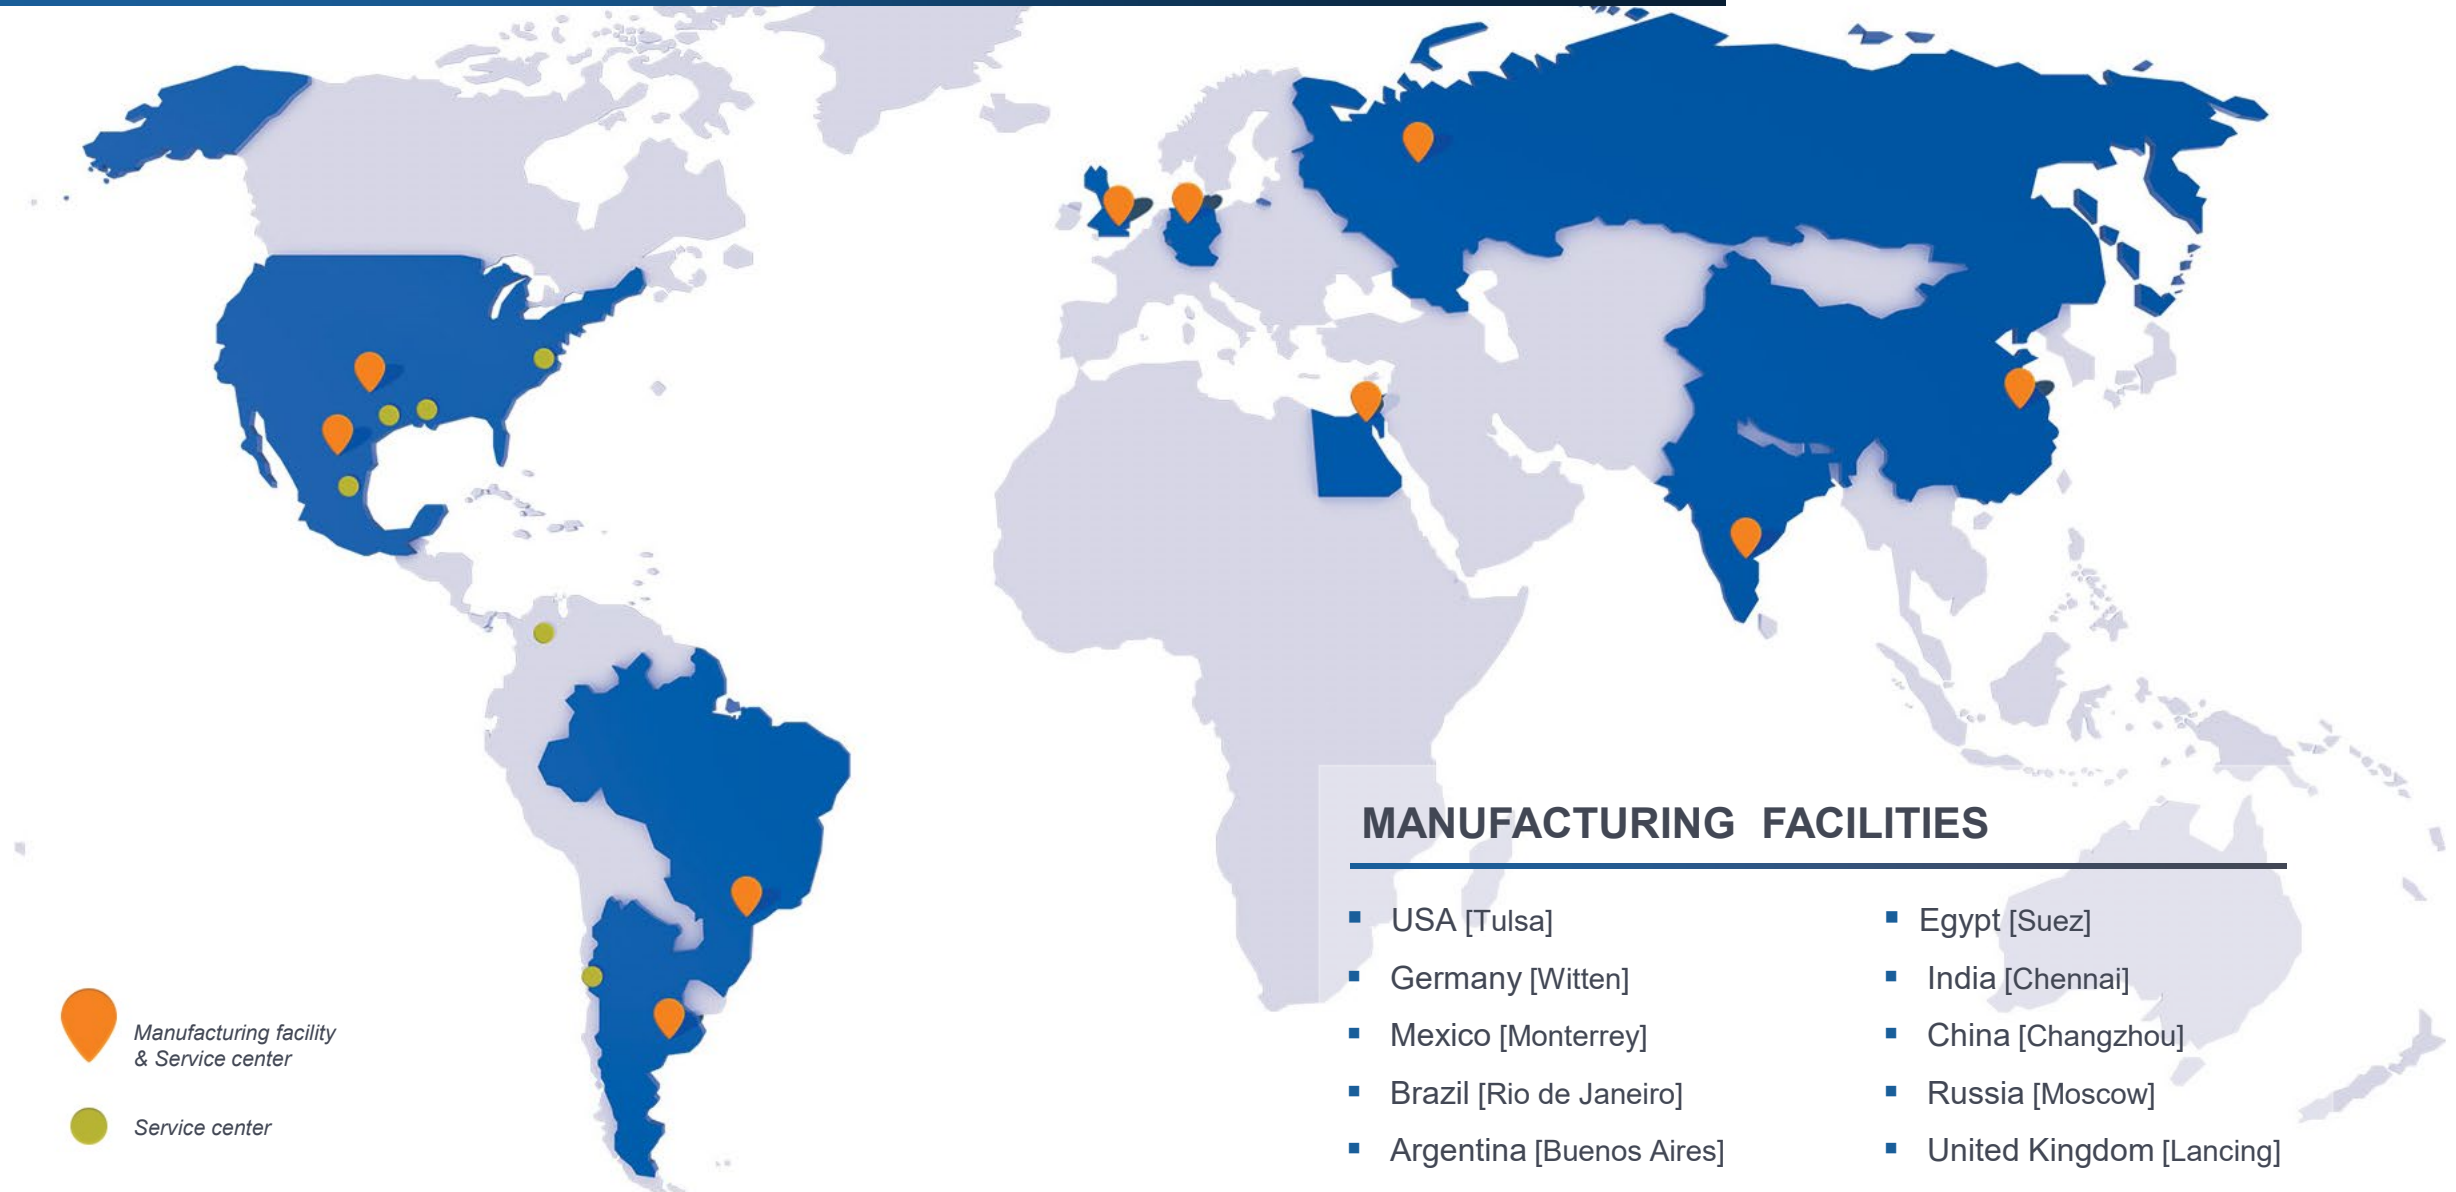 MANUFACTURING FACILITIES
USA [Tulsa]
Germany [Witten]
Mexico [Monterrey]
Brazil [Rio de Janeiro]
Argentina [Buenos Aires]
Egypt [Suez]
India [Chennai]
China [Changzhou]
Russia [Moscow]
United Kingdom [Lancing]
Manufacturing facility
& Service center
Service center